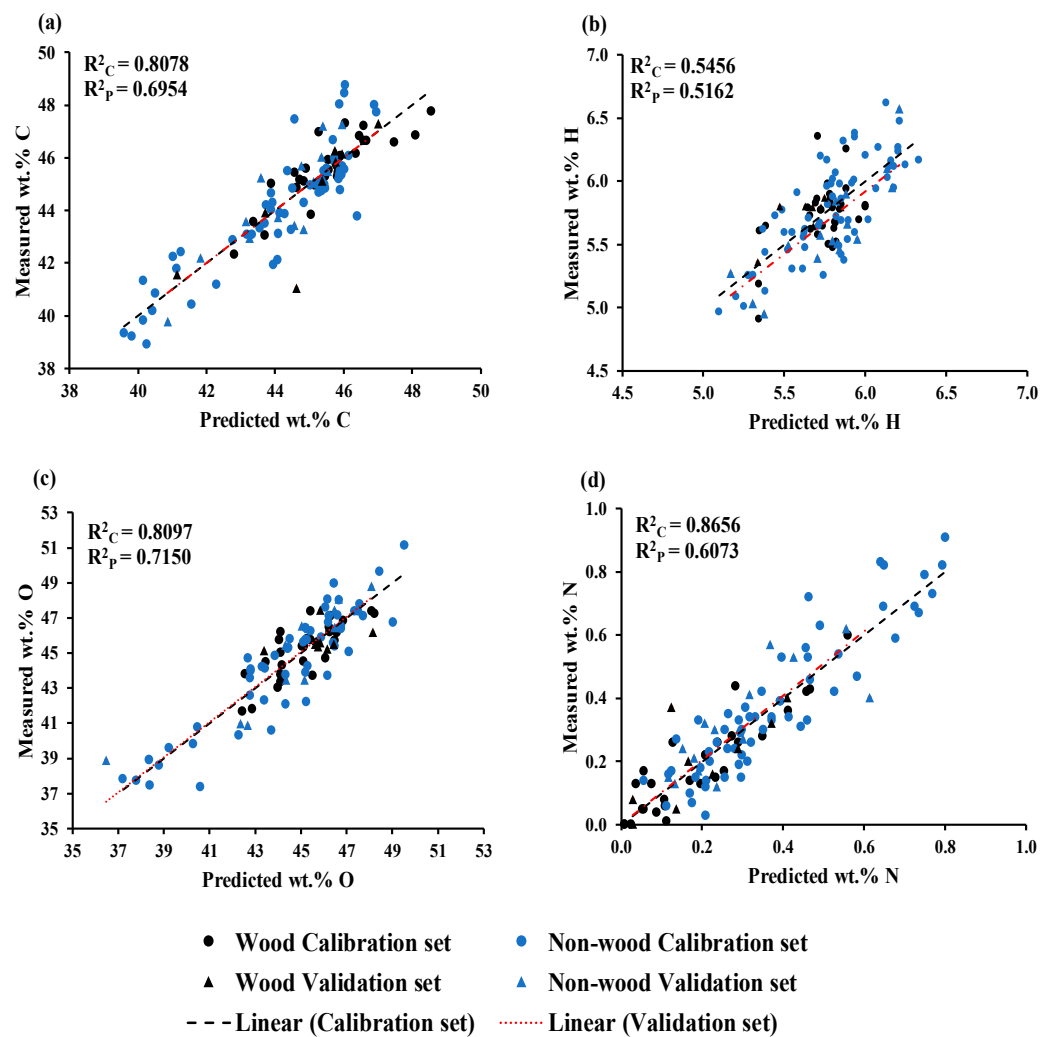 (a)
R²C = 0.8078
R²P = 0.6954
50
48
46
44
42
40
38
38 40 42 44 46 48 50
Measured wt.% C
Predicted wt.% C
(b)
R²C = 0.5456
R²P = 0.5162
7.0
6.5
6.0
5.5
5.0
4.5
4.5 5.0 5.5 6.0 6.5 7.0
Measured wt.% H
Predicted wt.% H
(c)
R²C = 0.8097
R²P = 0.7150
53
51
49
47
45
43
41
39
37
35
35 37 39 41 43 45 47 49 51 53
Measured wt.% O
Predicted wt.% O
(d)
R²C = 0.8656
R²P = 0.6073
1.0
0.8
0.6
0.4
0.2
0.0
0.0 0.2 0.4 0.6 0.8 1.0
Measured wt.% N
Predicted wt.% N
Wood Calibration set
Non-wood Calibration set
Wood Validation set
Non-wood Validation set
Linear (Calibration set)
Linear (Validation set)